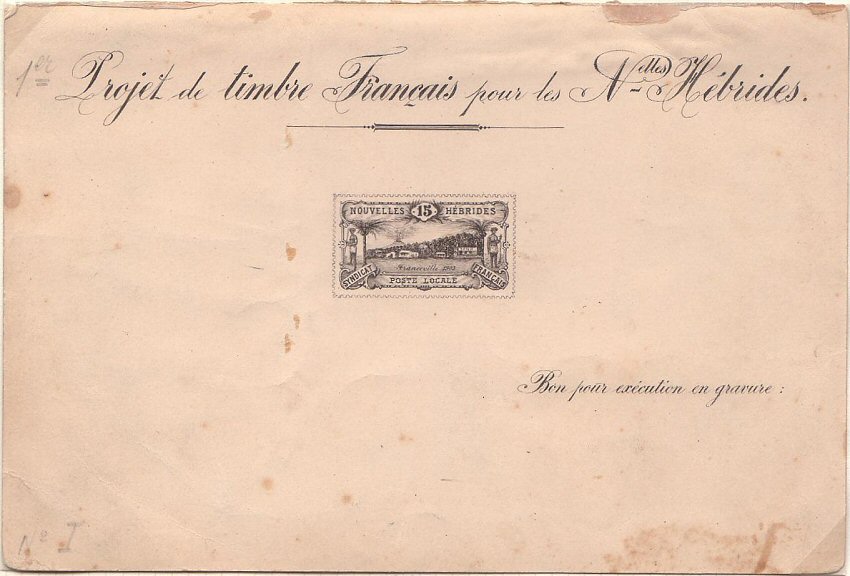 1er
Projet de timbre Français pour les Nelles Hébrides.
NOUVELLES 15 HÉBRIDES
Franceville 1903
SYNDICAT FRANÇAIS
POSTE LOCALE
Bon pour exécution en gravure :
No I